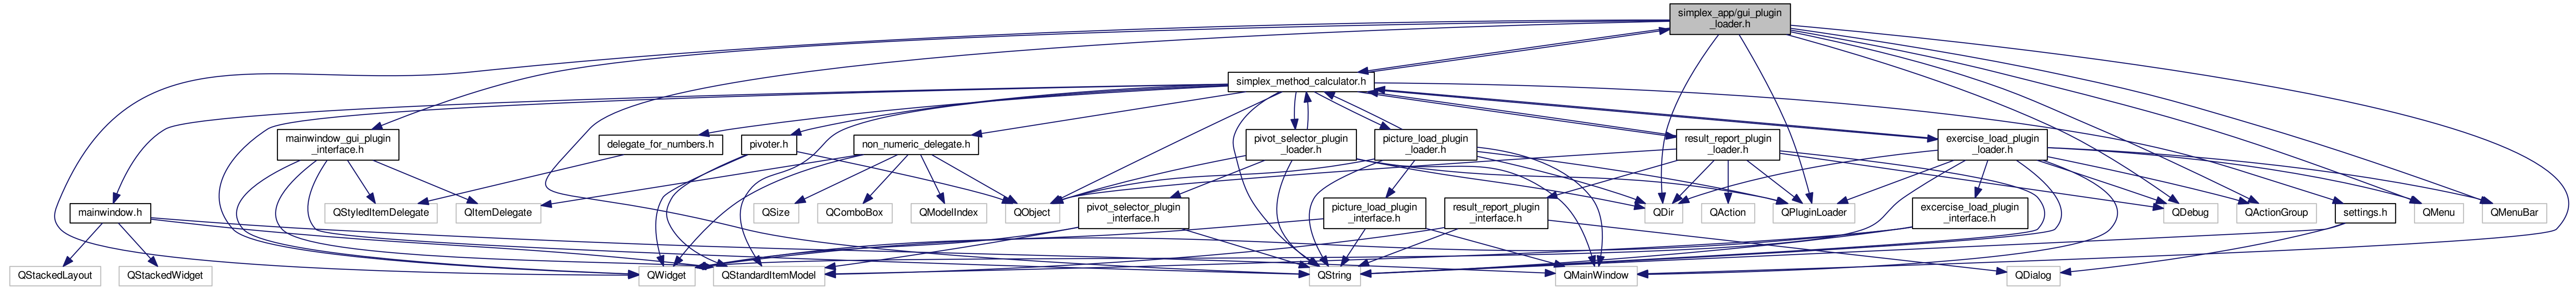 simplex_app/gui_plugin
_loader.h
simplex_method_calculator.h
mainwindow_gui_plugin
_interface.h
delegate_for_numbers.h
pivoter.h
non_numeric_delegate.h
pivot_selector_plugin
_loader.h
picture_load_plugin
_loader.h
result_report_plugin
_loader.h
exercise_load_plugin
_loader.h
mainwindow.h
QStyledItemDelegate
QItemDelegate
QSize
QComboBox
QModelIndex
QObject
pivot_selector_plugin
_interface.h
picture_load_plugin
_interface.h
result_report_plugin
_interface.h
QDir
QAction
QPluginLoader
excercise_load_plugin
_interface.h
QDebug
QActionGroup
settings.h
QMenu
QMenuBar
QStackedLayout
QStackedWidget
QWidget
QStandardItemModel
QString
QMainWindow
QDialog